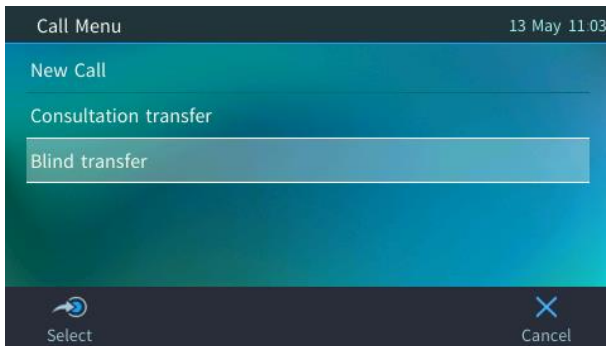 Call Menu
13 May 11:03
New Call
Consultation transfer
Blind transfer
Select
Cancel